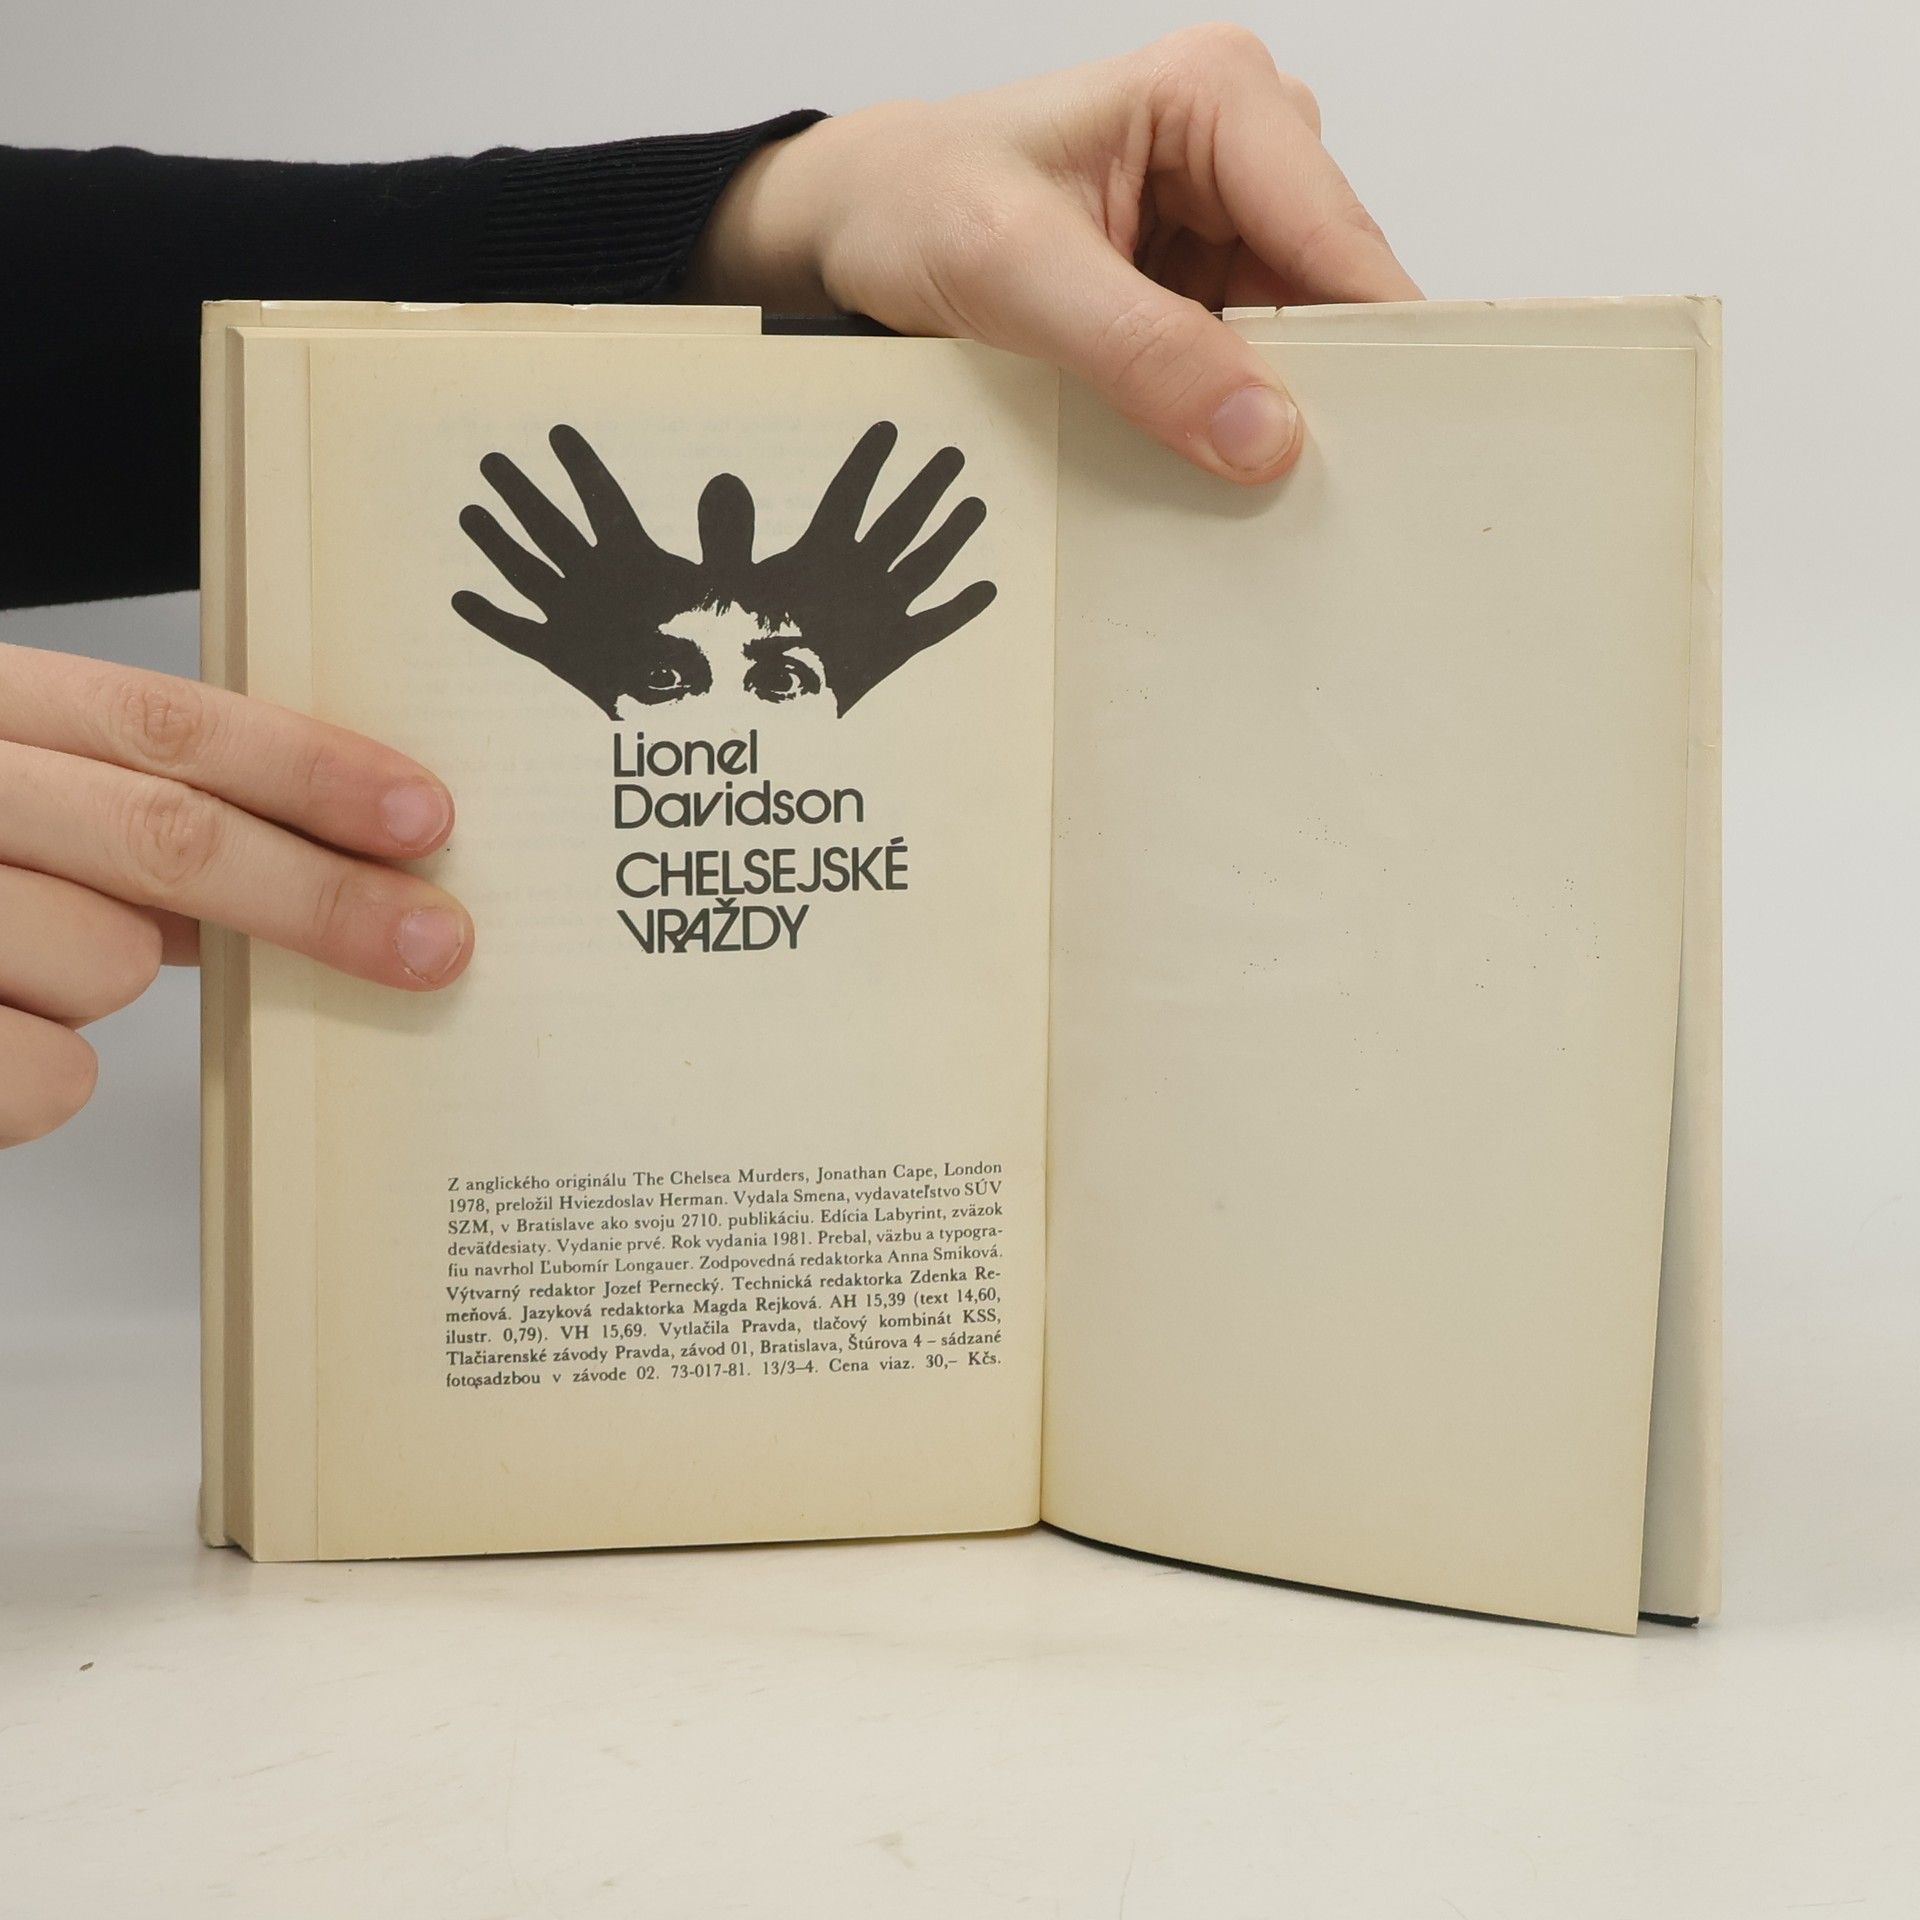 Lionel
Davidson
CHELSEJSKÉ
VRAŽDY
Z anglického originálu The Chelsea Murders, Jonathan Cape, London
1978, preložil Hviezdoslav Herman. Vydala Smena, vydavateľstvo SÚV
SZM, v Bratislave ako svoju 2710. publikáciu. Edícia Labyrint, zväzok
deväťdesiaty. Vydanie prvé. Rok vydania 1981. Prebal, väzbu a typogra-
fiu navrhol Ľubomír Longauer. Zodpovedná redaktorka Anna Smiková.
Výtvarný redaktor Jozef Pernecký. Technická redaktorka Zdenka Re-
meňová. Jazyková redaktorka Magda Rejková. AH 15,39 (text 14,60,
ilustr. 0,79). VH 15,69. Vytlačila Pravda, tlačový kombinát KSS,
Tlačiarenské závody Pravda, závod 01, Bratislava, Štúrova 4 – sádzané
fotosadzbou v závode 02. 73-017-81. 13/3–4. Cena viaz. 30,– Kčs.